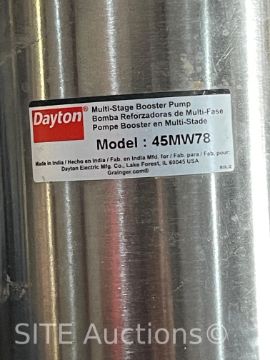 Dayton®
Multi-Stage Booster Pump
Bomba Reforzadoras de Multi-Fase
Pompe Booster en Multi-Stade
Model : 45MW78
Made in India / Hecho en India / Fab. en India Mfd. for / Fab. para / Fab. pour:
Dayton Electric Mfg. Co., Lake Forest, IL 60045 USA
Grainger.com®
SITE Auctions.com®